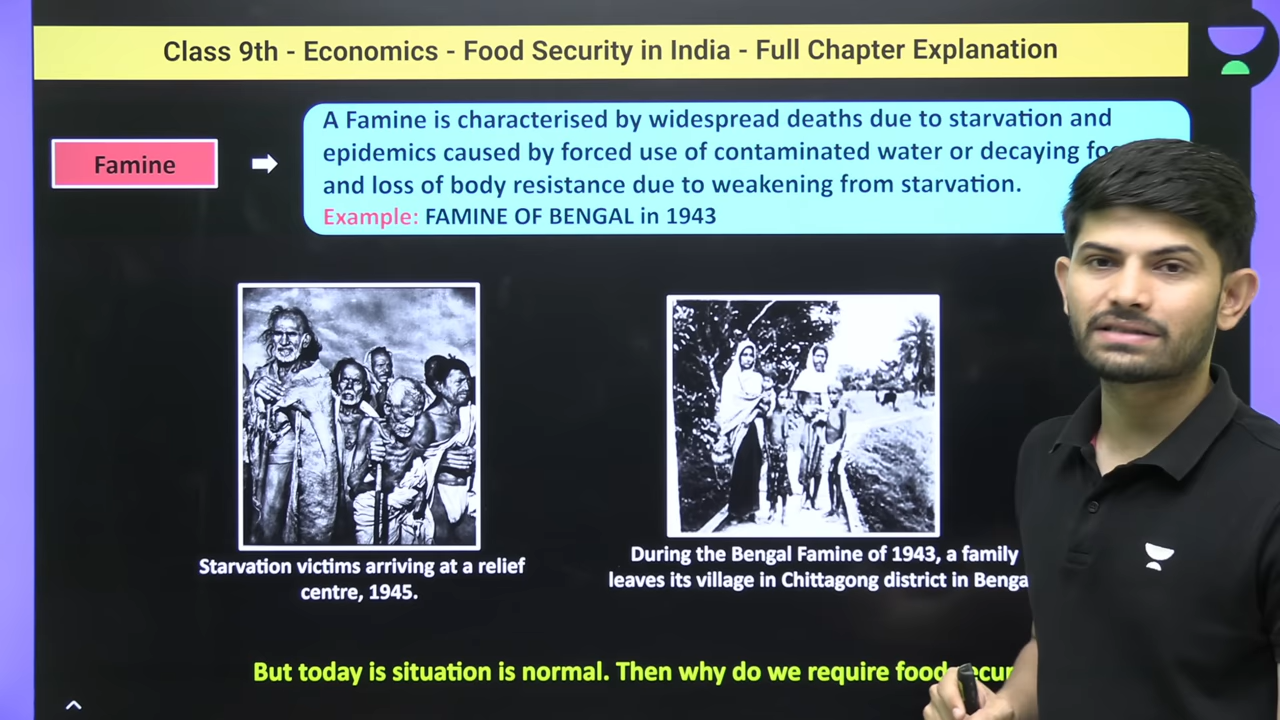 Class 9th - Economics - Food Security in India - Full Chapter Explanation
Famine
A Famine is characterised by widespread deaths due to starvation and
epidemics caused by forced use of contaminated water or decaying
and loss of body resistance due to weakening from starvation.
Example: FAMINE OF BENGAL in 1943
Starvation victims arriving at a relief
centre, 1945.
During the Bengal Famine of 1943, a family
leaves its village in Chittagong district in Benga
But today is situation is normal. Then why do we require food